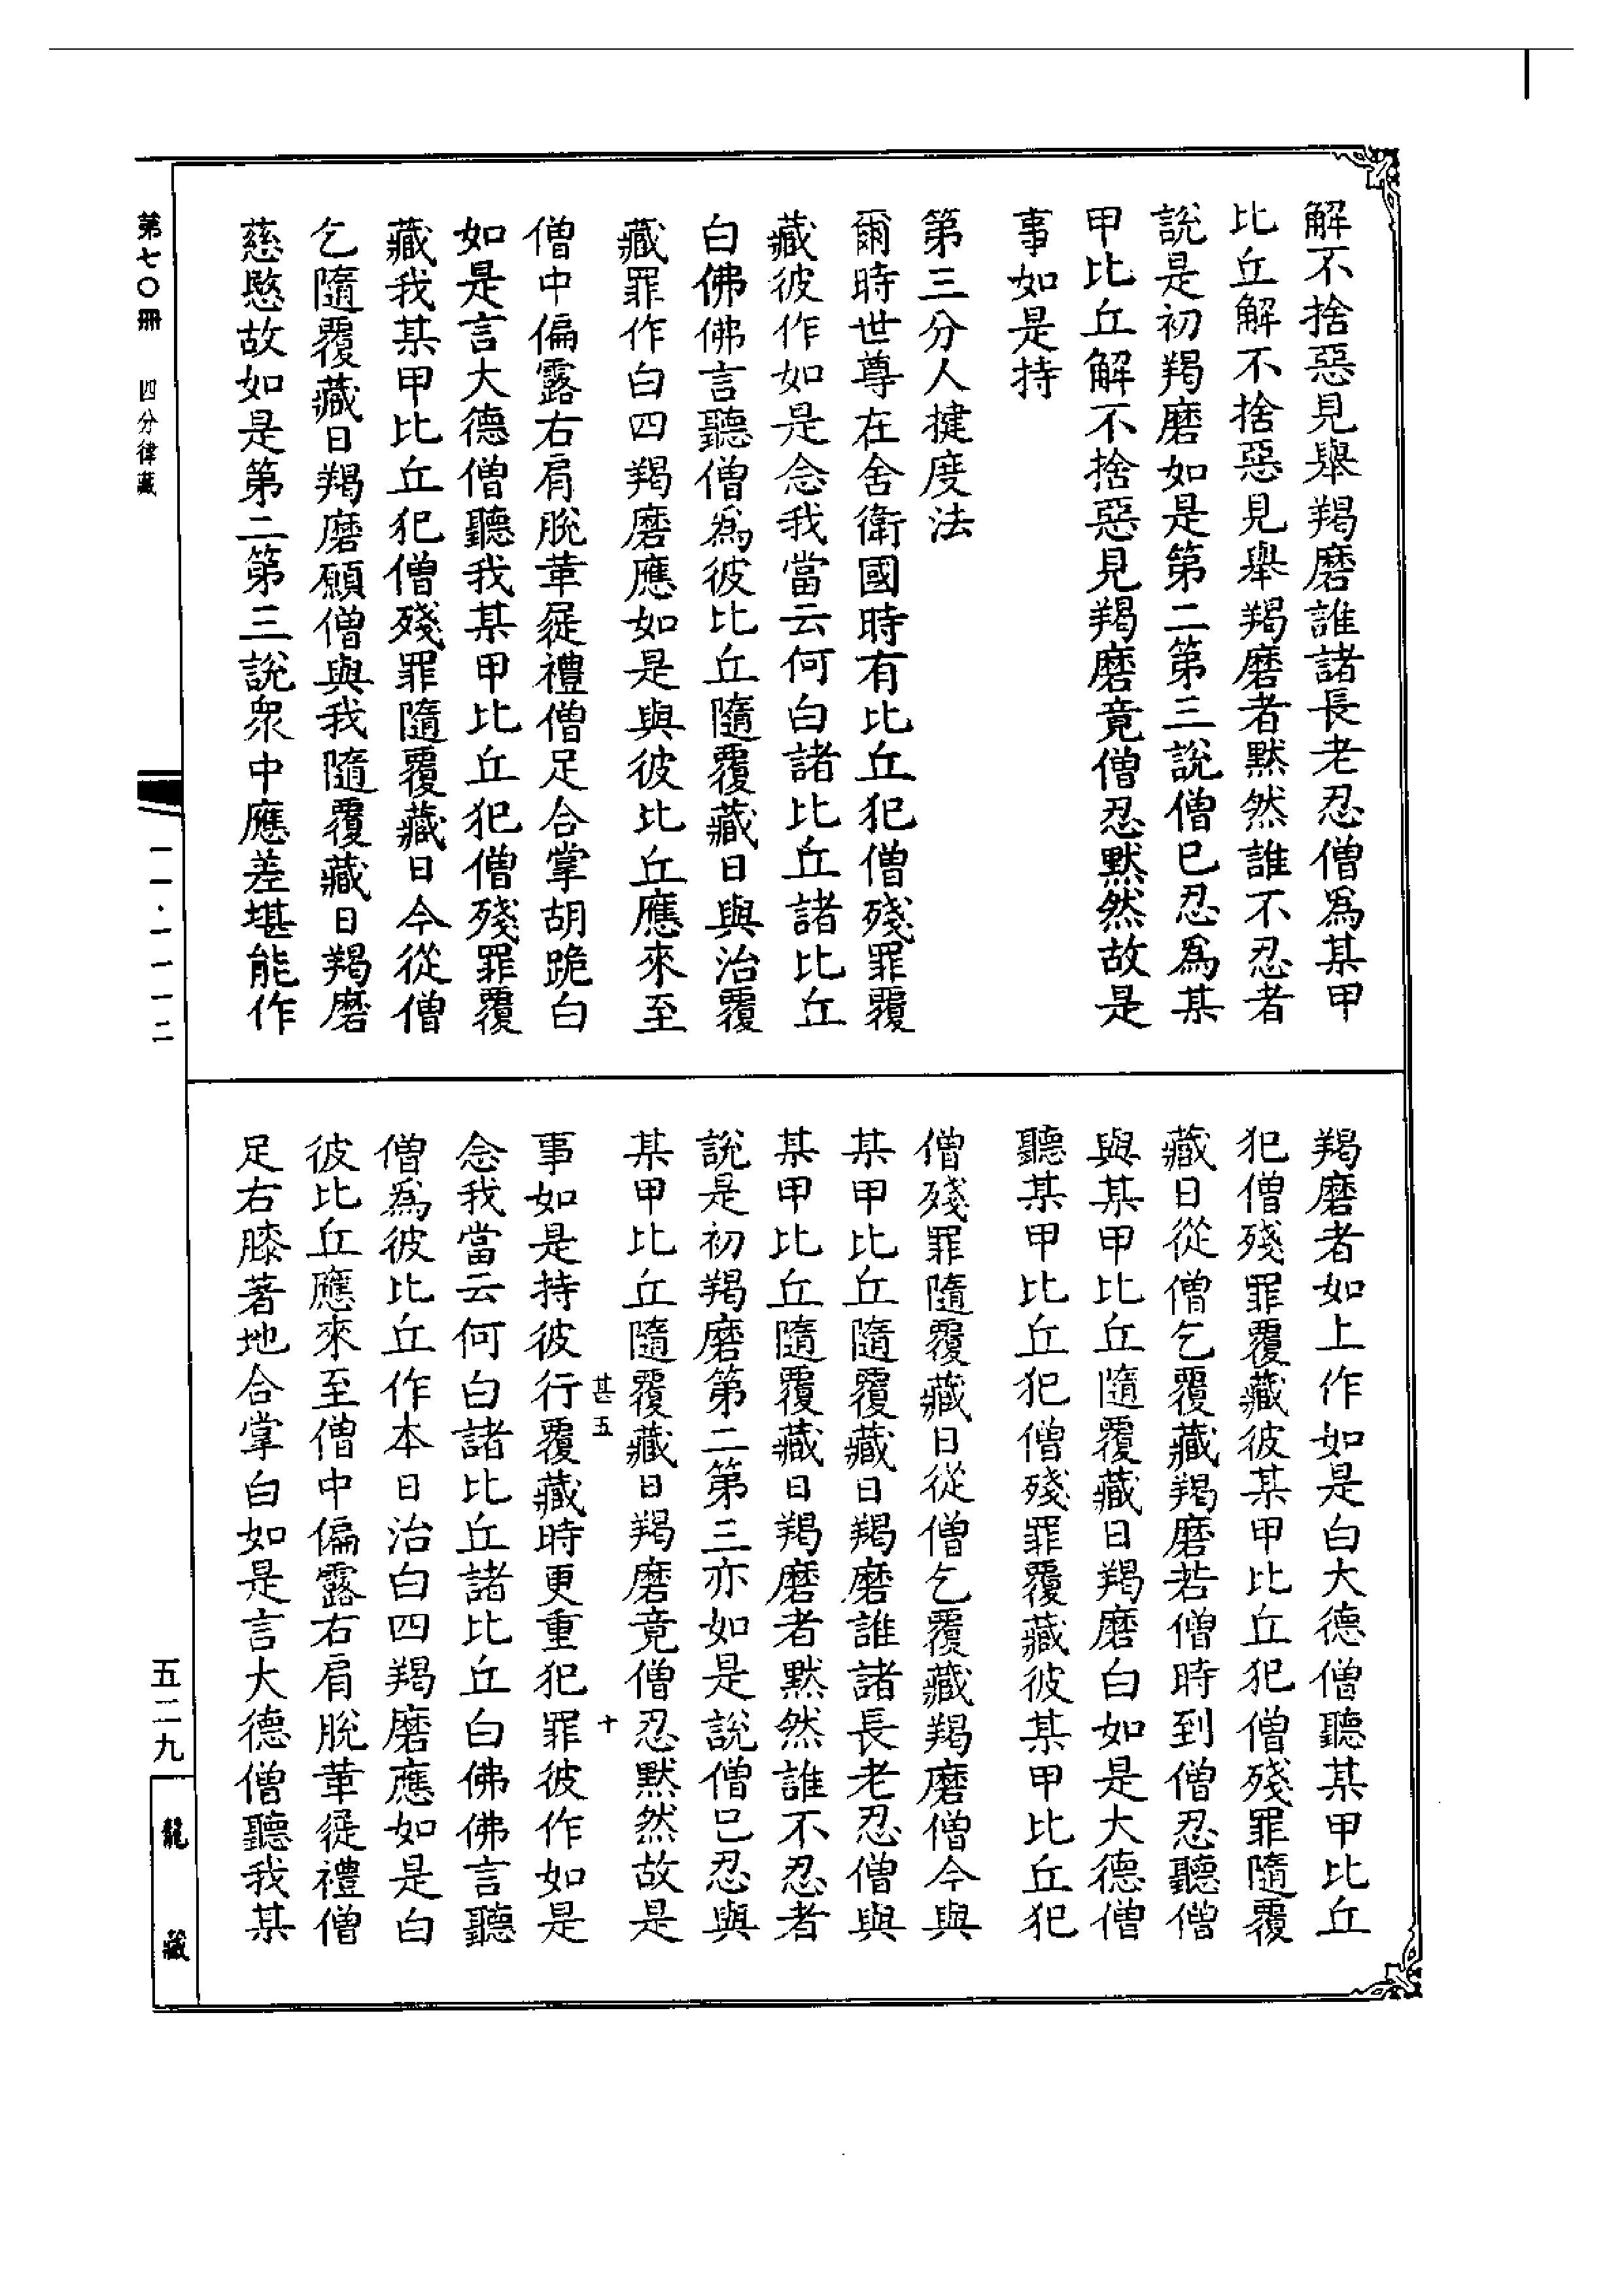 解不捨惡見舉羯磨誰諸長老忍僧為某甲
比丘解不捨惡見舉羯磨者默然誰不忍者
說是初羯磨如是第二第三說僧已忍為某
甲比丘解不捨惡見羯磨竟僧忍默然故是
事如是持
第三分人揵度法
爾時世尊在舍衛國時有比丘犯僧殘罪覆
藏彼作如是念我當云何白諸比丘諸比丘
白佛佛言聽僧為彼比丘隨覆藏日與治覆
藏罪作白四羯磨應如是與彼比丘應來至
僧中偏露右肩脫革屣禮僧足合掌胡跪白
如是言大德僧聽我某甲比丘犯僧殘罪覆
藏我某甲比丘犯僧殘罪隨覆藏日今從僧
乞隨覆藏日羯磨願僧與我隨覆藏日羯磨
慈愍故如是第二第三說衆中應差堪能作
羯磨者如上作如是白大德僧聽某甲比丘
犯僧殘罪覆藏彼某甲比丘犯僧殘罪隨覆
藏日從僧乞覆藏羯磨若僧時到僧忍聽僧
與某甲比丘隨覆藏日羯磨白如是大德僧
聽某甲比丘犯僧殘罪覆藏彼某甲比丘犯
僧殘罪隨覆藏日從僧乞覆藏羯磨僧今與
某甲比丘隨覆藏日羯磨誰諸長老忍僧與
某甲比丘隨覆藏日羯磨者默然誰不忍者
說是初羯磨第二第三亦如是說僧已忍與
某甲比丘隨覆藏日羯磨竟僧忍默然故是
甚五 十
事如是持彼行覆藏時更重犯罪彼作如是
念我當云何白諸比丘諸比丘白佛佛言聽
僧為彼比丘作本日治白四羯磨應如是白
彼比丘應來至僧中偏露右肩脫革屣禮僧
足右膝著地合掌白如是言大德僧聽我某
第七〇冊 四分律藏
一一·一一一二
五二九
龍藏